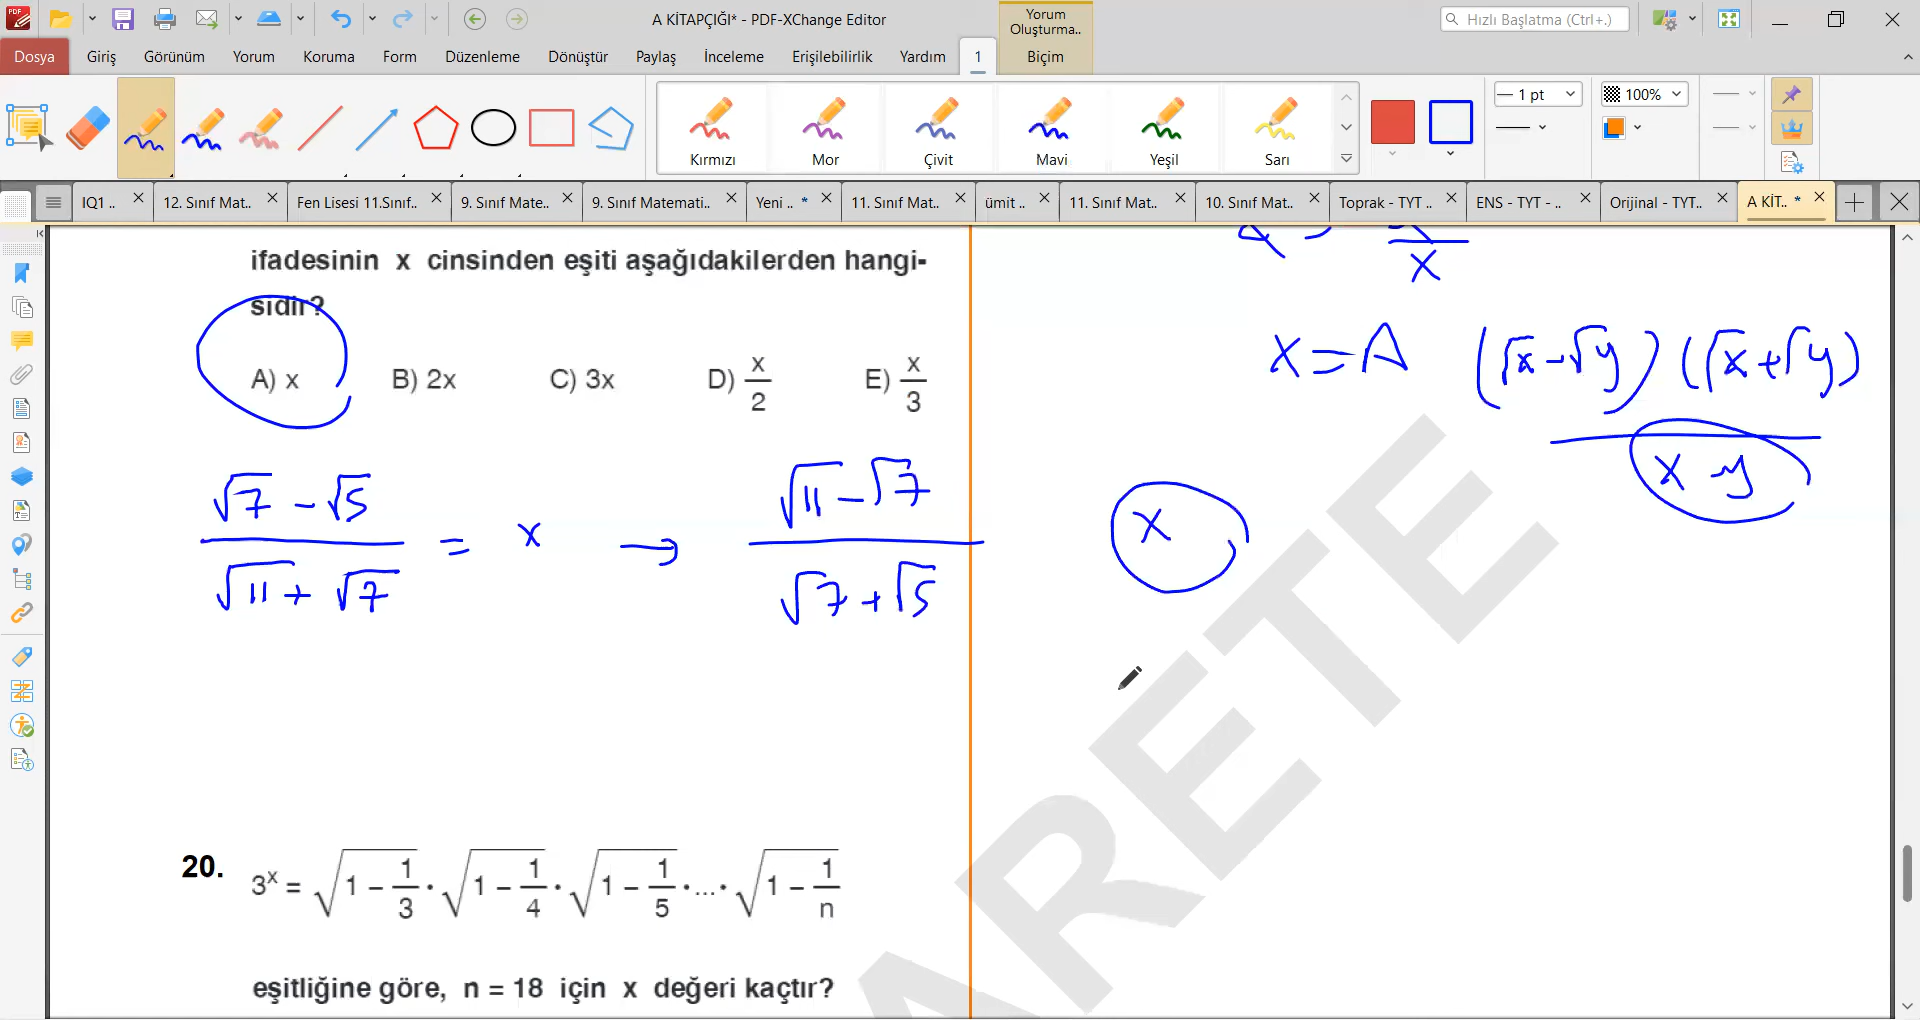 A KİTAPÇIĞI* - PDF-XChange Editor
Yorum
Oluşturma..
Hızlı Başlatma (Ctrl+.)
Dosya Giriş Görünüm Yorum Koruma Form Düzenleme Dönüştür Paylaş İnceleme Erişilebilirlik Yardım 1 Biçim
1 pt 100%
Kırmızı Mor Çivit Mavi Yeşil Sarı
IQ1 .. 12. Sınıf Mat.. Fen Lisesi 11.Sınıf.. 9. Sınıf Mate.. 9. Sınıf Matemati.. Yeni .. * 11. Sınıf Mat.. ümit .. 11. Sınıf Mat.. 10. Sınıf Mat.. Toprak - TYT .. ENS - TYT - .. Orijinal - TYT.. A KİT.. *
ifadesinin x cinsinden eşiti aşağıdakilerden hangi-
sidir?
A) x B) 2x C) 3x D) x/2 E) x/3
(√7 - √5)/(√11 + √7) = x → (√11 - √7)/(√7 + √5)
20. 3^x = √(1 - 1/3) · √(1 - 1/4) · √(1 - 1/5) · ... · √(1 - 1/n)
eşitliğine göre, n = 18 için x değeri kaçtır?
x = A (√x - √y) (√x + √y)
x - y
x
ARETE